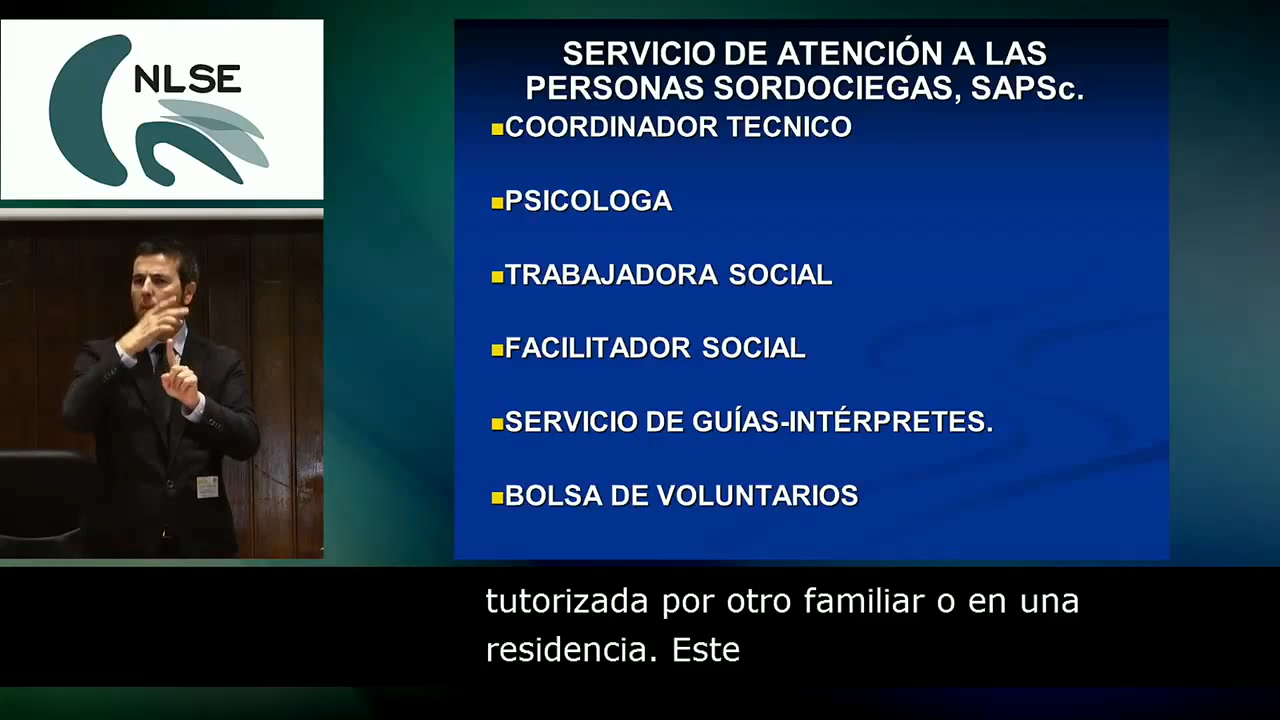 NLSE
SERVICIO DE ATENCIÓN A LAS
PERSONAS SORDOCIEGAS, SAPSc.
COORDINADOR TECNICO
PSICOLOGA
TRABAJADORA SOCIAL
FACILITADOR SOCIAL
SERVICIO DE GUÍAS-INTÉRPRETES.
BOLSA DE VOLUNTARIOS
tutorizada por otro familiar o en una
residencia. Este